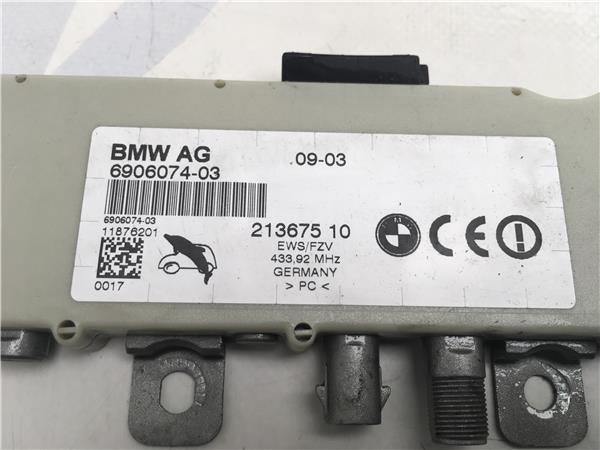 BMW AG
09-03
6906074-03
6906074-03
11876201
213675 10
EWS/FZV
433,92 MHz
GERMANY
> PC <
0017
CE